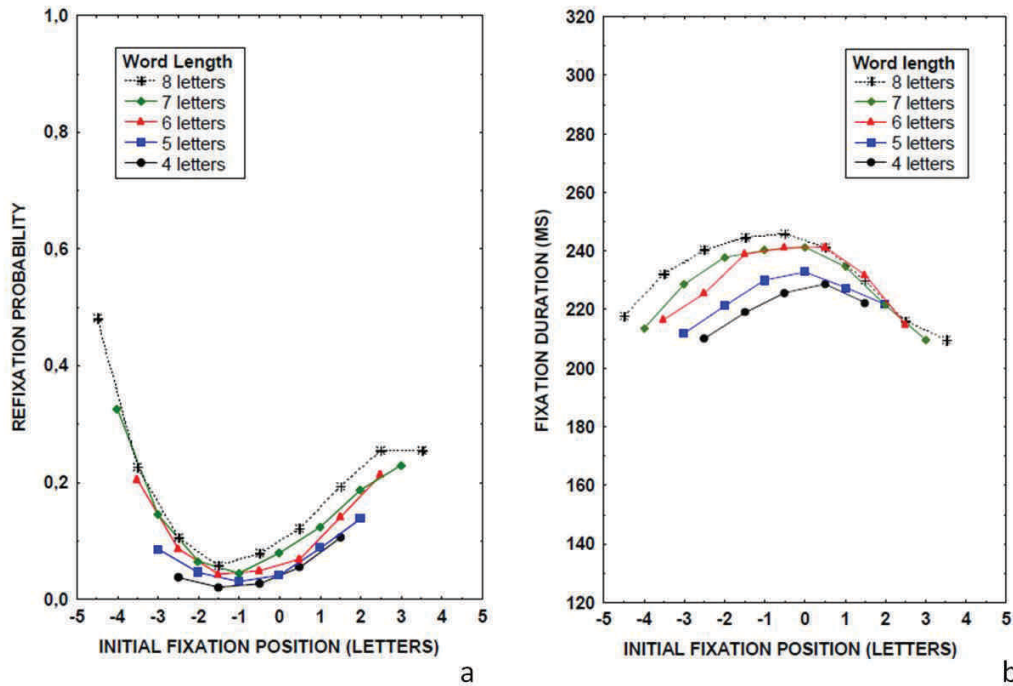 1,0
0,8
0,6
0,4
0,2
0,0
REFIXATION PROBABILITY
Word Length
8 letters
7 letters
6 letters
5 letters
4 letters
-5 -4 -3 -2 -1 0 1 2 3 4 5
INITIAL FIXATION POSITION (LETTERS)
a
320
300
280
260
240
220
200
180
160
140
120
FIXATION DURATION (MS)
Word length
8 letters
7 letters
6 letters
5 letters
4 letters
-5 -4 -3 -2 -1 0 1 2 3 4 5
INITIAL FIXATION POSITION (LETTERS)
b